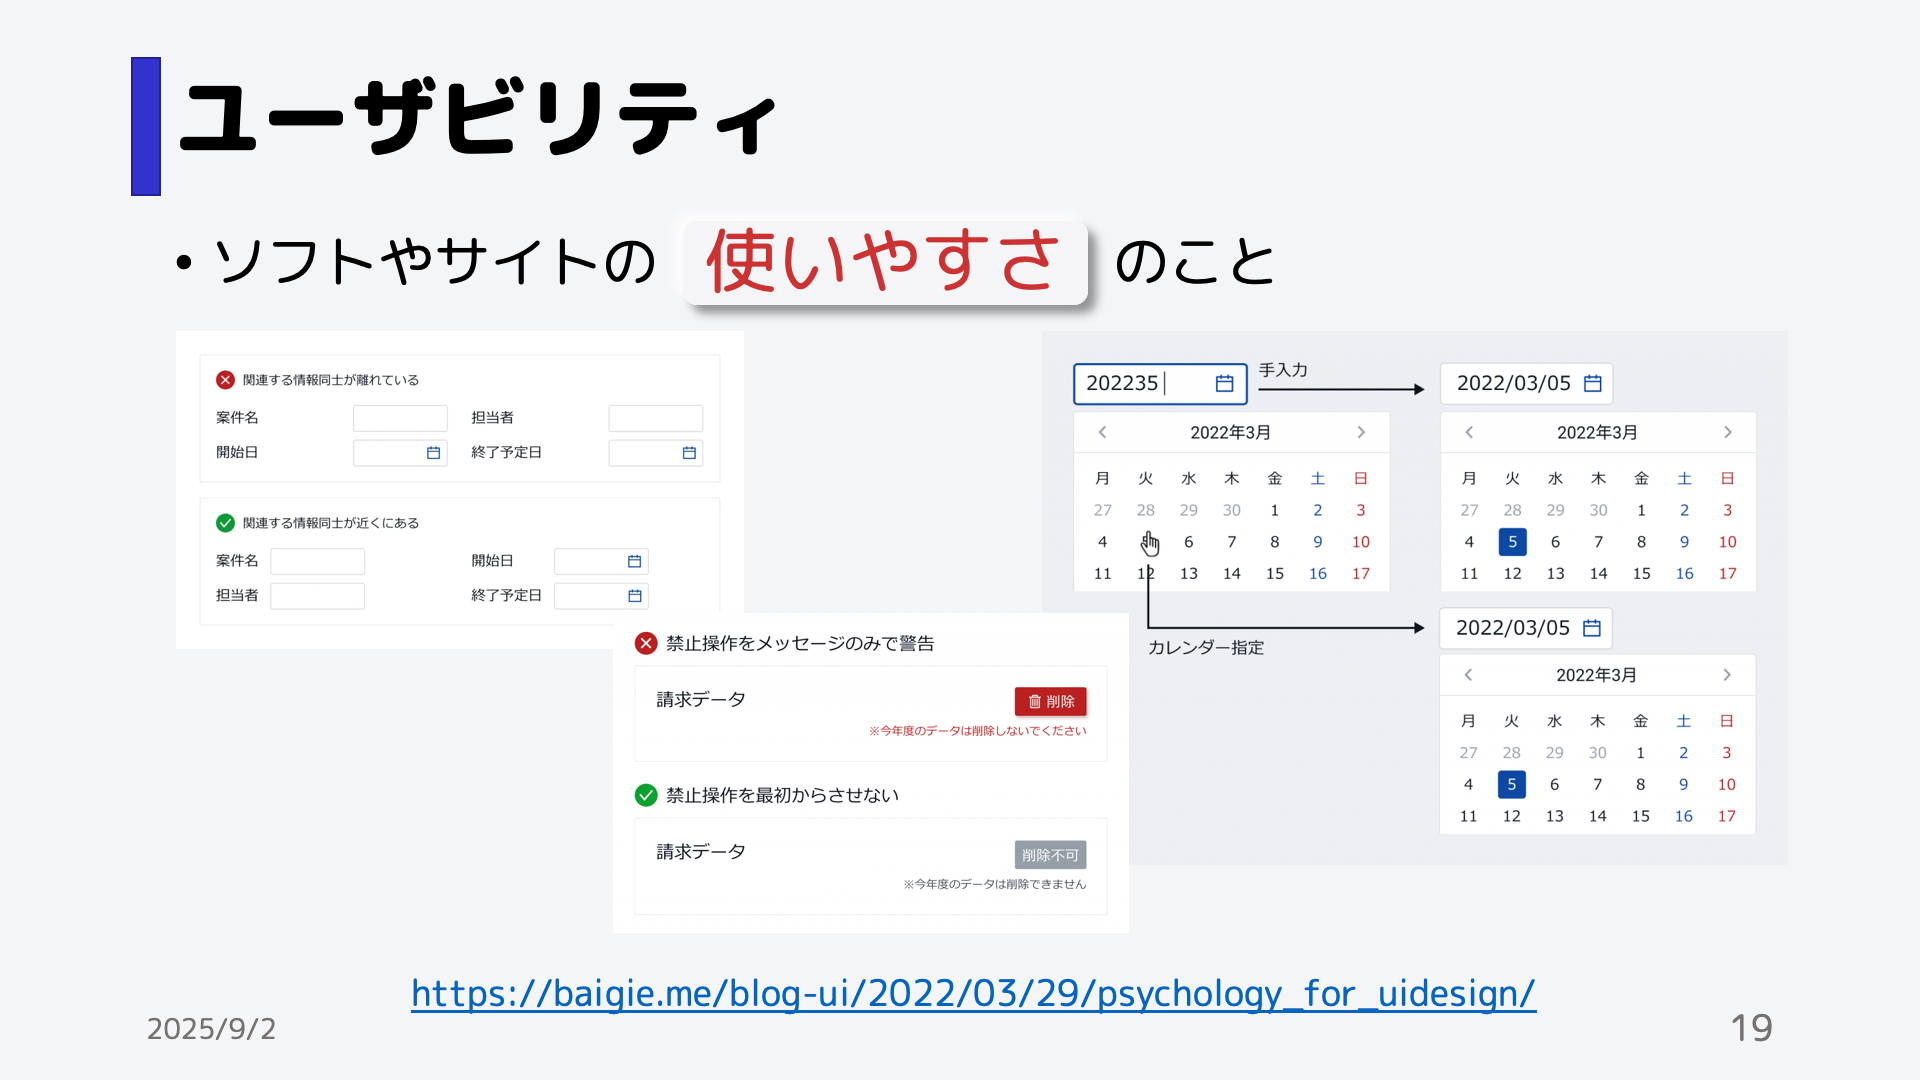 ユーザビリティ
• ソフトやサイトの 使いやすさ のこと
関連する情報同士が離れている
案件名 担当者
開始日 終了予定日
関連する情報同士が近くにある
案件名 開始日
担当者 終了予定日
禁止操作をメッセージのみで警告
請求データ 削除
※今年度のデータは削除しないでください
禁止操作を最初からさせない
請求データ 削除不可
※今年度のデータは削除できません
202235 手入力
2022年3月
月 火 水 木 金 土 日
27 28 29 30 1 2 3
4 6 7 8 9 10
11 12 13 14 15 16 17
カレンダー指定
2022/03/05
2022年3月
月 火 水 木 金 土 日
27 28 29 30 1 2 3
4 5 6 7 8 9 10
11 12 13 14 15 16 17
2022/03/05
2022年3月
月 火 水 木 金 土 日
27 28 29 30 1 2 3
4 5 6 7 8 9 10
11 12 13 14 15 16 17
https://baigie.me/blog-ui/2022/03/29/psychology_for_uidesign/
2025/9/2
19